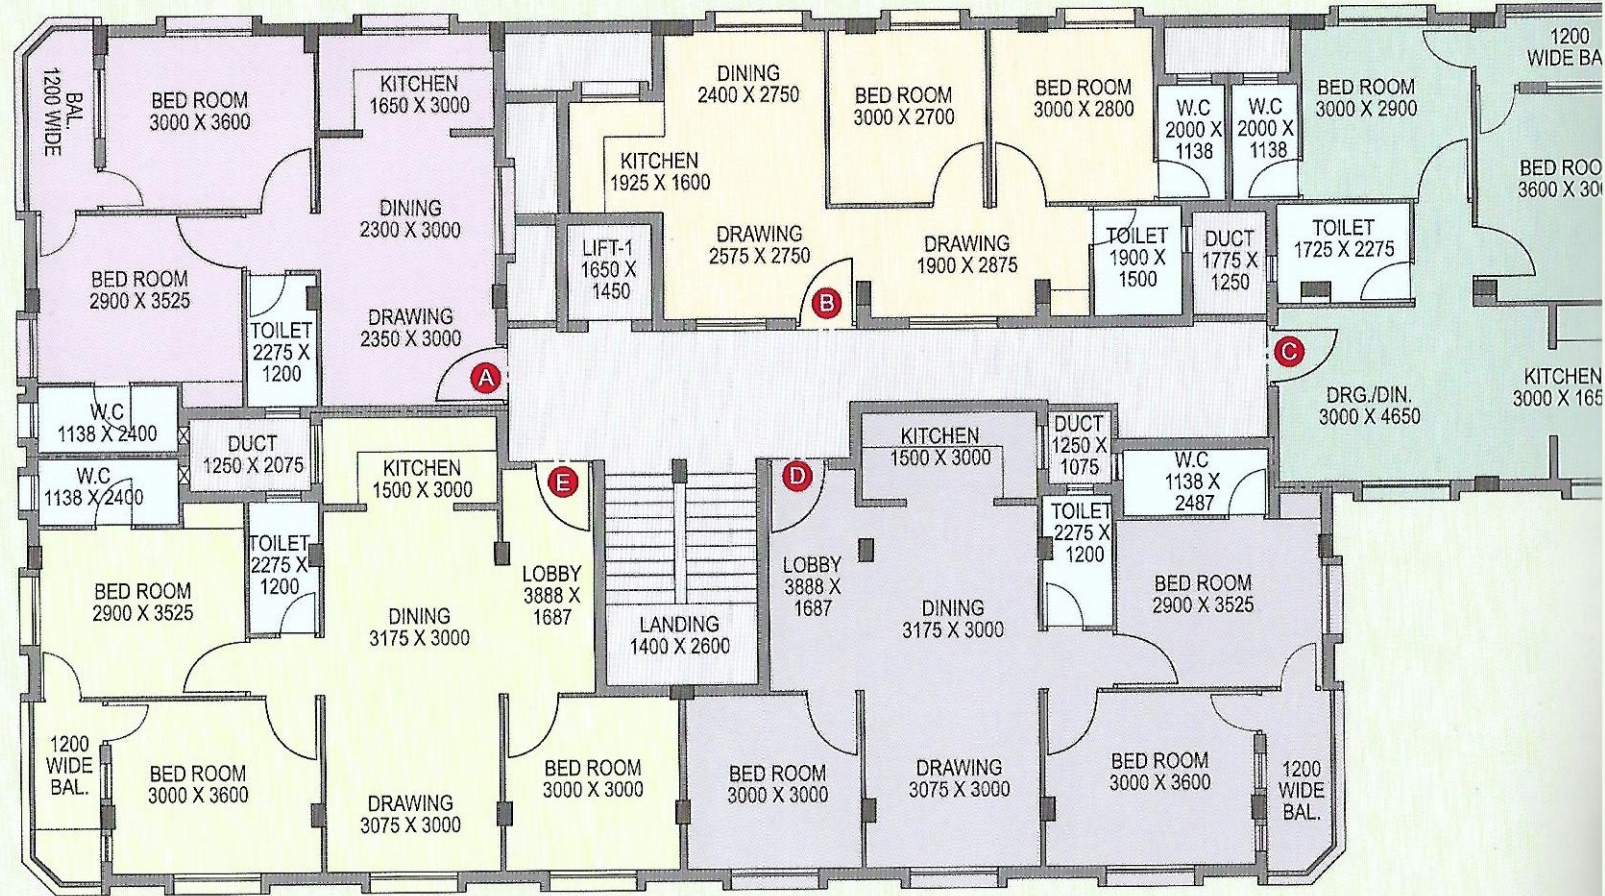 BAL.
1200 WIDE
BED ROOM
3000 X 3600
KITCHEN
1650 X 3000
DINING
2300 X 3000
BED ROOM
2900 X 3525
TOILET
2275 X
1200
DRAWING
2350 X 3000
A
W.C
1138 X 2400
DINING
2400 X 2750
KITCHEN
1925 X 1600
BED ROOM
3000 X 2700
BED ROOM
3000 X 2800
W.C
2000 X
1138
W.C
2000 X
1138
LIFT-1
1650 X
1450
DRAWING
2575 X 2750
DRAWING
1900 X 2875
TOILET
1900 X
1500
DUCT
1775 X
1250
B
BED ROOM
3000 X 2900
1200
WIDE BA
BED ROO
3600 X 300
TOILET
1725 X 2275
C
DRG./DIN.
3000 X 4650
KITCHEN
3000 X 165
DUCT
1250 X 2075
W.C
1138 X 2400
KITCHEN
1500 X 3000
E
TOILET
2275 X
1200
BED ROOM
2900 X 3525
DINING
3175 X 3000
LOBBY
3888 X
1687
1200
WIDE
BAL.
BED ROOM
3000 X 3600
DRAWING
3075 X 3000
BED ROOM
3000 X 3000
LANDING
1400 X 2600
D
KITCHEN
1500 X 3000
DUCT
1250 X
1075
W.C
1138 X
2487
LOBBY
3888 X
1687
DINING
3175 X 3000
TOILET
2275 X
1200
BED ROOM
2900 X 3525
BED ROOM
3000 X 3000
DRAWING
3075 X 3000
BED ROOM
3000 X 3600
1200
WIDE
BAL.